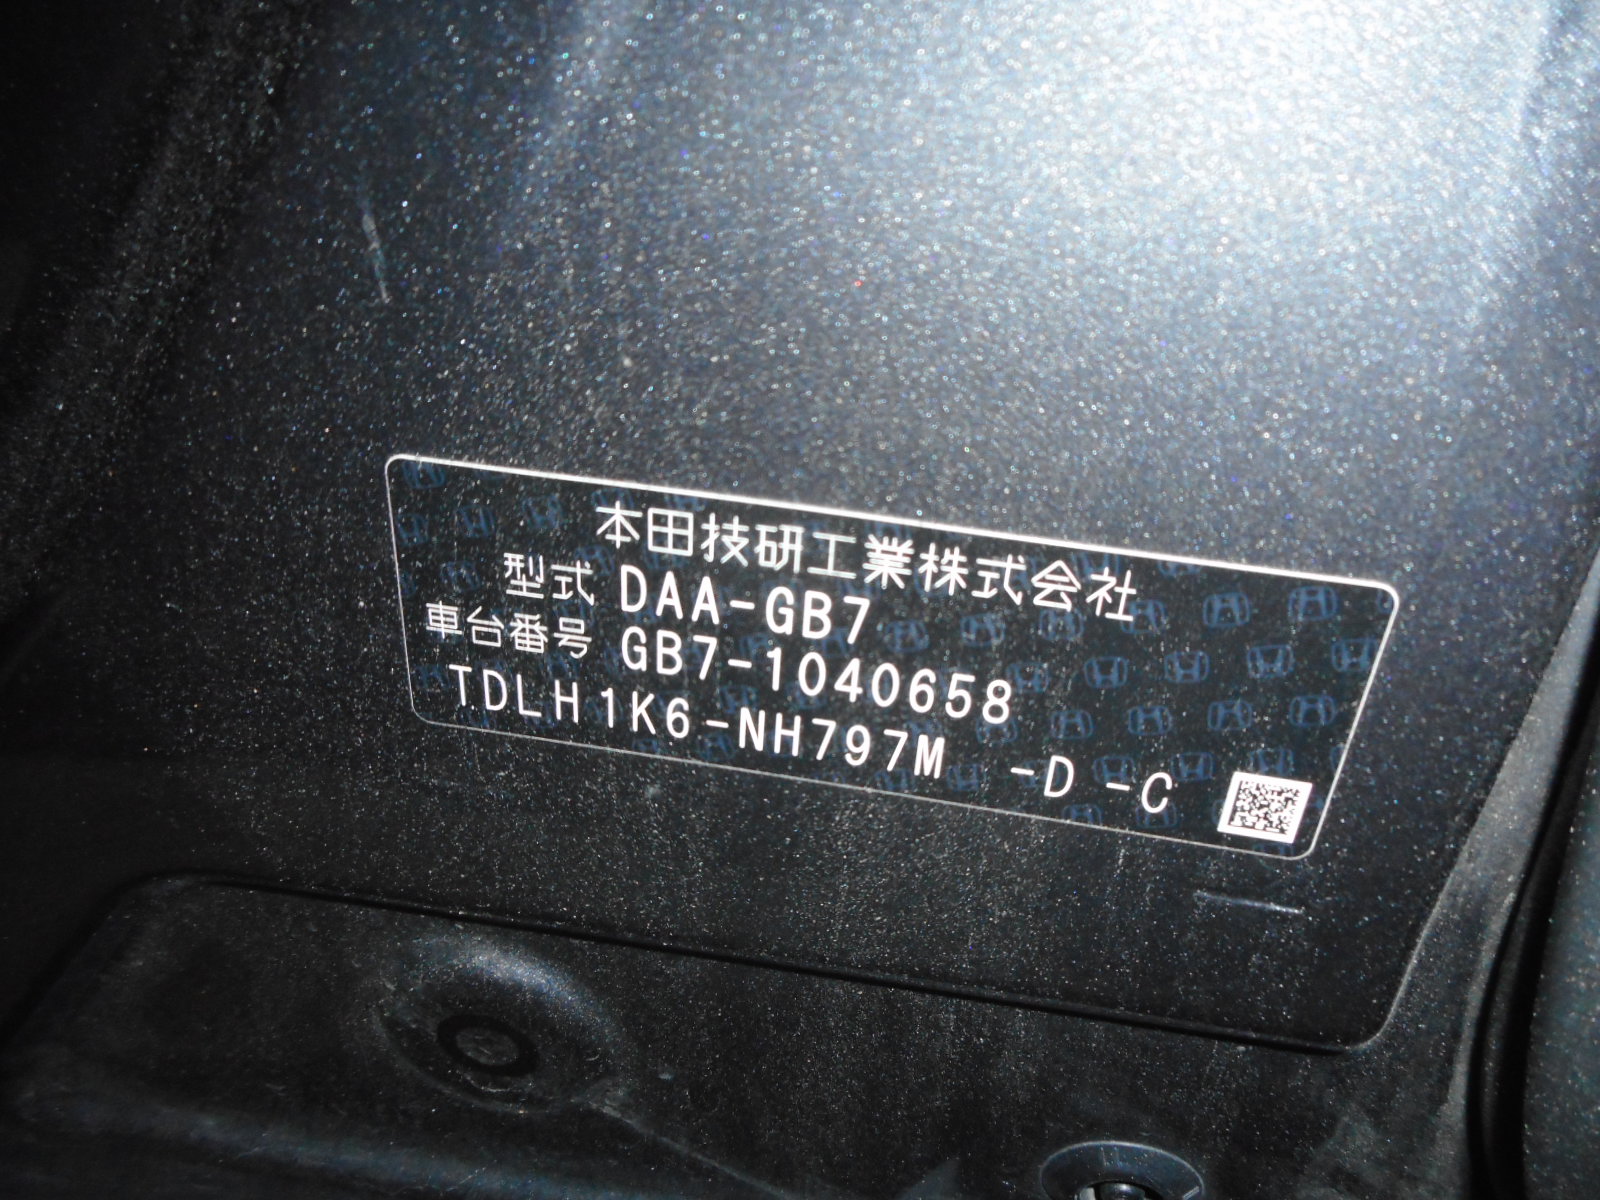 本田技研工業株式会社
型式 DAA-GB7
車台番号 GB7-1040658
TDLH1K6-NH797M -D -C